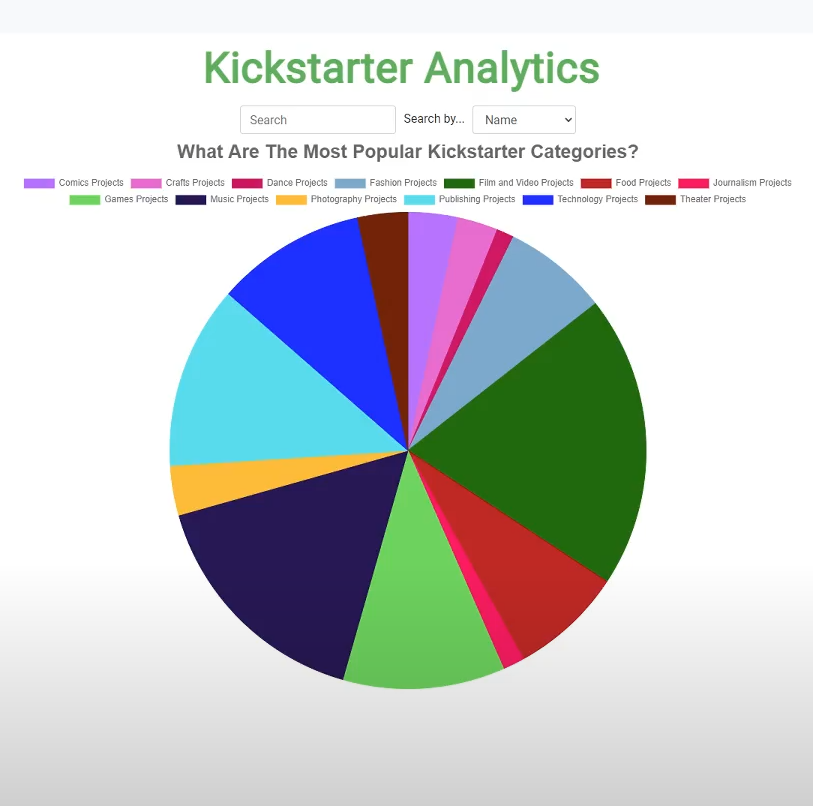 Kickstarter Analytics
Search Search by... Name
What Are The Most Popular Kickstarter Categories?
Comics Projects Crafts Projects Dance Projects Fashion Projects Film and Video Projects Food Projects Journalism Projects
Games Projects Music Projects Photography Projects Publishing Projects Technology Projects Theater Projects